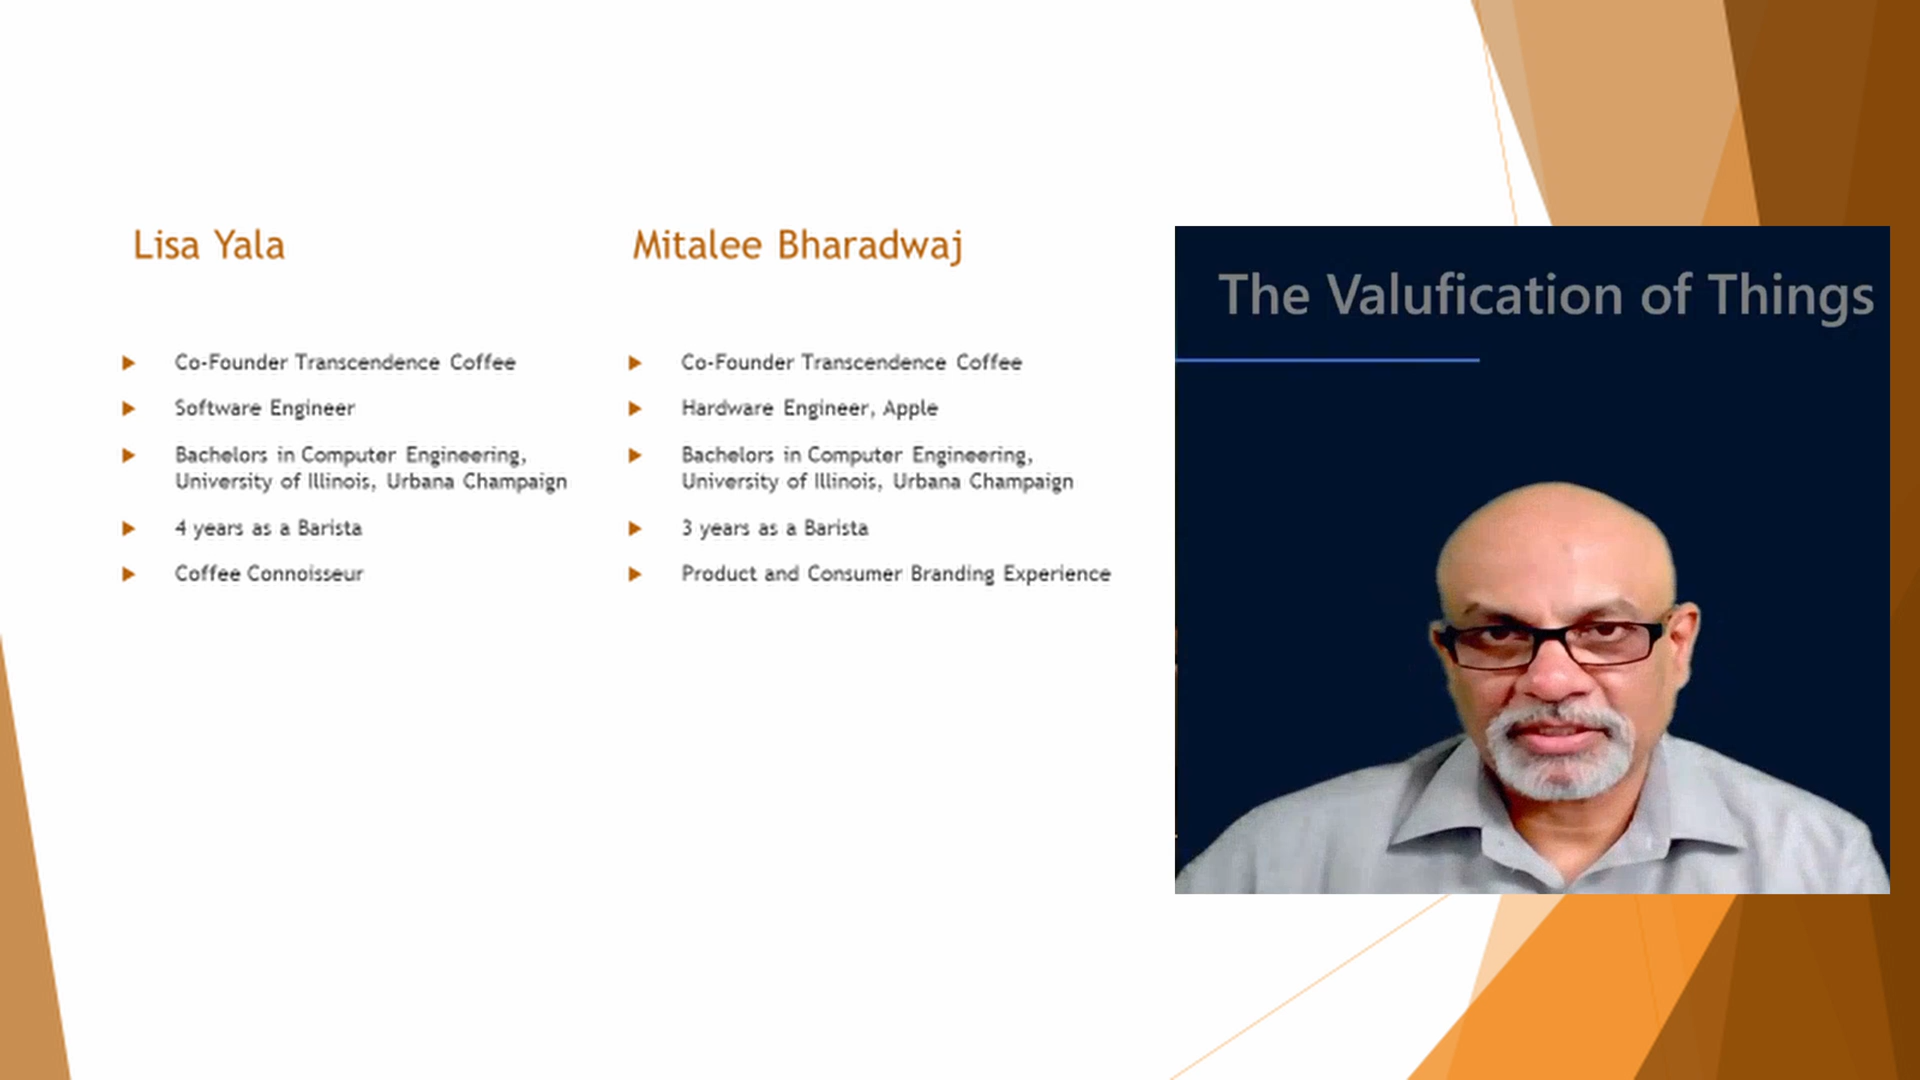 Lisa Yala
Co-Founder Transcendence Coffee
Software Engineer
Bachelors in Computer Engineering,
University of Illinois, Urbana Champaign
4 years as a Barista
Coffee Connoisseur
Mitalee Bharadwaj
Co-Founder Transcendence Coffee
Hardware Engineer, Apple
Bachelors in Computer Engineering,
University of Illinois, Urbana Champaign
3 years as a Barista
Product and Consumer Branding Experience
The Valufication of Things